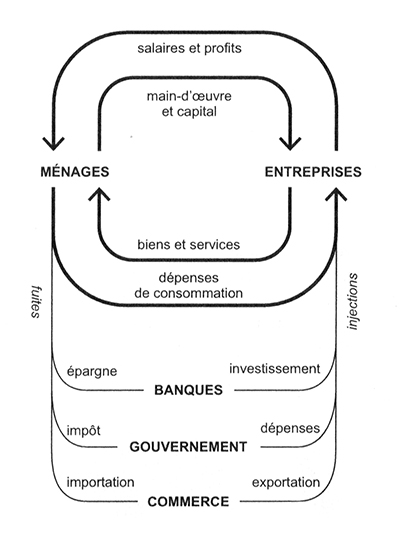 salaires et profits
main-d'œuvre
et capital
MÉNAGES
ENTREPRISES
biens et services
dépenses
de consommation
fuites
injections
épargne
investissement
BANQUES
impôt
dépenses
GOUVERNEMENT
importation
exportation
COMMERCE